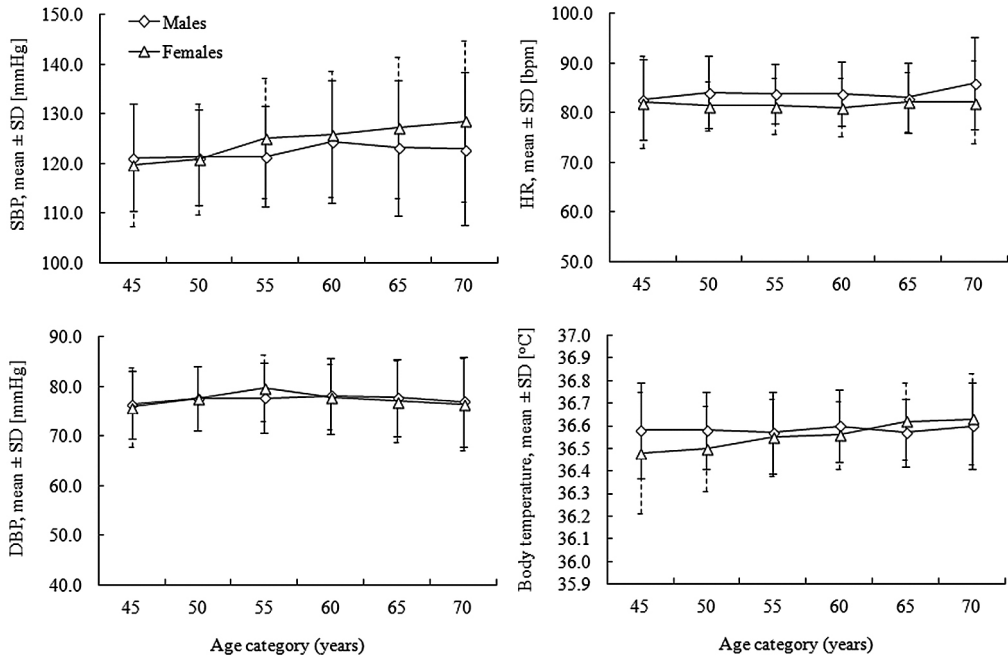 SBP, mean ± SD [mmHg]
150.0
140.0
130.0
120.0
110.0
100.0
Males
Females
45 50 55 60 65 70
HR, mean ± SD [bpm]
100.0
90.0
80.0
70.0
60.0
50.0
45 50 55 60 65 70
DBP, mean ± SD [mmHg]
90.0
80.0
70.0
60.0
50.0
40.0
45 50 55 60 65 70
Age category (years)
Body temperature, mean ± SD [°C]
37.0
36.9
36.8
36.7
36.6
36.5
36.4
36.3
36.2
36.1
36.0
35.9
45 50 55 60 65 70
Age category (years)